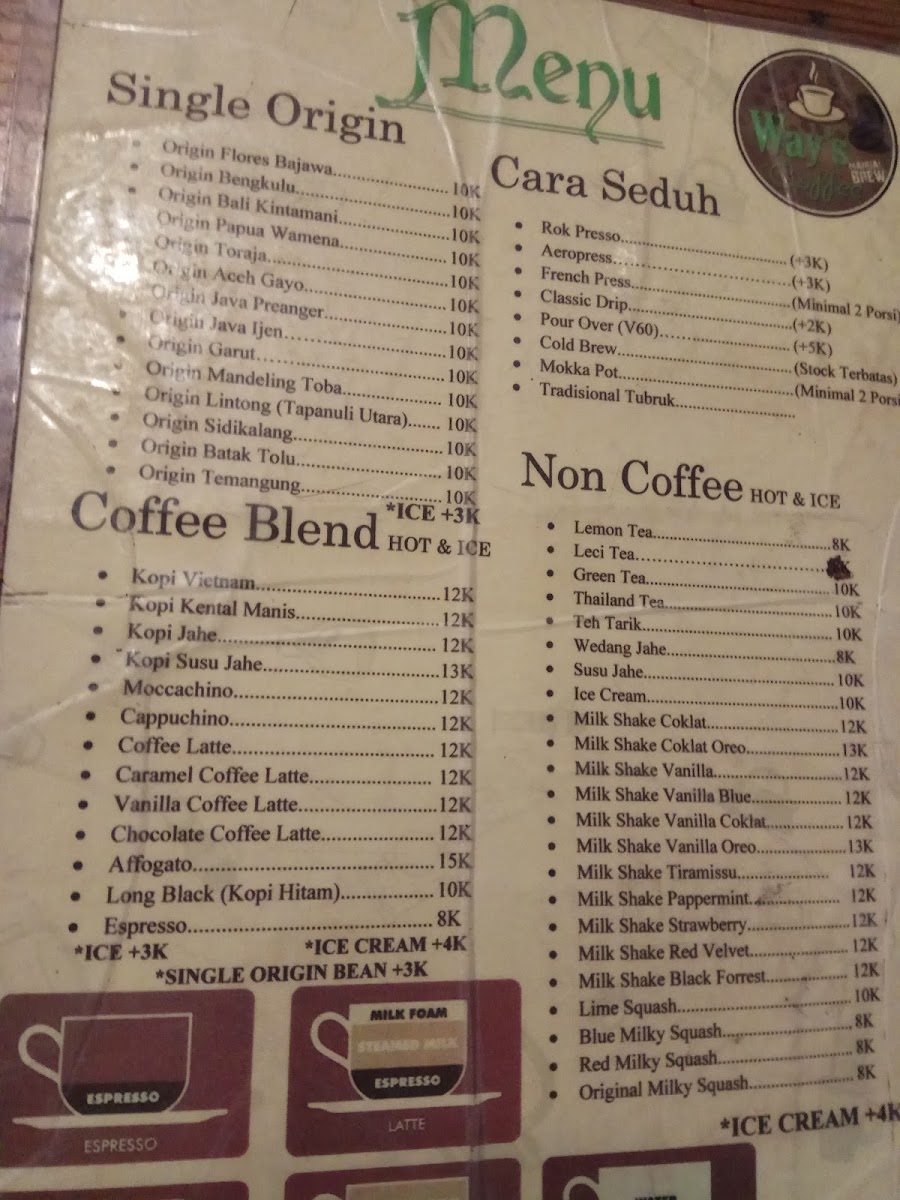 Menu
Way's
BREW
Single Origin
Origin Flores Bajawa..................... 10K
Origin Bengkulu............................10K
Origin Bali Kintamani....................10K
Origin Papua Wamena...................10K
Origin Toraja.................................10K
Origin Aceh Gayo..........................10K
Origin Java Preanger.....................10K
Origin Java Ijen.............................10K
Origin Garut..................................10K
Origin Mandeling Toba..................10K
Origin Lintong (Tapanuli Utara)....... 10K
Origin Sidikalang...........................10K
Origin Batak Tolu..........................10K
Origin Temangung.........................10K
*ICE +3K
Cara Seduh
Rok Presso.............................. (+3K)
Aeropress................................(+3K)
French Press............................(Minimal 2 Porsi)
Classic Drip.............................(+2K)
Pour Over (V60)....................... (+5K)
Cold Brew................................(Stock Terbatas)
Mokka Pot...............................(Minimal 2 Porsi
Tradisional Tubruk.....................
Coffee Blend HOT & ICE
Kopi Vietnam.................................12K
Kopi Kental Manis..........................12K
Kopi Jahe....................................... 12K
Kopi Susu Jahe...............................13K
Moccachino....................................12K
Cappuchino.................................... 12K
Coffee Latte.................................... 12K
Caramel Coffee Latte...................... 12K
Vanilla Coffee Latte.........................12K
Chocolate Coffee Latte.....................12K
Affogato..........................................15K
Long Black (Kopi Hitam)................. 10K
Espresso.......................................... 8K
*ICE +3K
*ICE CREAM +4K
*SINGLE ORIGIN BEAN +3K
Non Coffee HOT & ICE
Lemon Tea....................................8K
Leci Tea.......................................K
Green Tea.................................... 10K
Thailand Tea................................. 10K
Teh Tarik...................................... 10K
Wedang Jahe.................................8K
Susu Jahe..................................... 10K
Ice Cream.....................................10K
Milk Shake Coklat.........................12K
Milk Shake Coklat Oreo..................13K
Milk Shake Vanilla.........................12K
Milk Shake Vanilla Blue.................. 12K
Milk Shake Vanilla Coklat................12K
Milk Shake Vanilla Oreo..................13K
Milk Shake Tiramissu..................... 12K
Milk Shake Pappermint................... 12K
Milk Shake Strawberry....................12K
Milk Shake Red Velvet....................12K
Milk Shake Black Forrest.................12K
Lime Squash..................................10K
Blue Milky Squash......................... 8K
Red Milky Squash.......................... 8K
Original Milky Squash.................... 8K
*ICE CREAM +4K
ESPRESSO
ESPRESSO
MILK FOAM
STEAMED MILK
ESPRESSO
LATTE